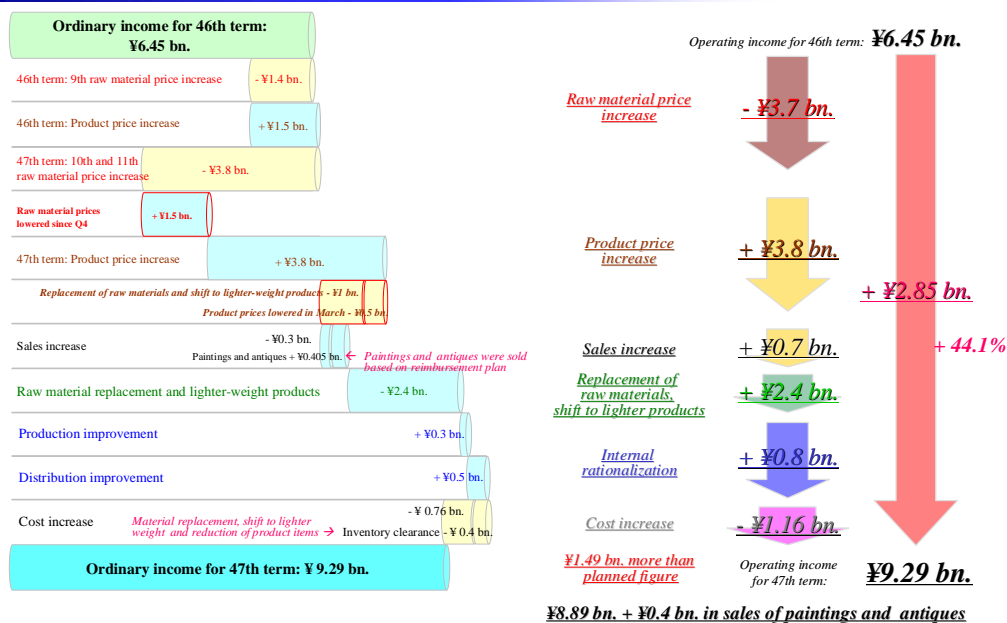 Ordinary income for 46th term:
¥6.45 bn.
46th term: 9th raw material price increase
- ¥1.4 bn.
46th term: Product price increase
+ ¥1.5 bn.
47th term: 10th and 11th
raw material price increase
- ¥3.8 bn.
Raw material prices
lowered since Q4
+ ¥1.5 bn.
47th term: Product price increase
+ ¥3.8 bn.
Replacement of raw materials and shift to lighter-weight products - ¥1 bn.
Product prices lowered in March - ¥0.5 bn.
Sales increase
- ¥0.3 bn.
Paintings and antiques + ¥0.405 bn.
← Paintings and antiques were sold
based on reimbursement plan
Raw material replacement and lighter-weight products
- ¥2.4 bn.
Production improvement
+ ¥0.3 bn.
Distribution improvement
+ ¥0.5 bn.
Cost increase
- ¥ 0.76 bn.
Material replacement, shift to lighter
weight and reduction of product items →
Inventory clearance - ¥ 0.4 bn.
Ordinary income for 47th term: ¥ 9.29 bn.
Operating income for 46th term: ¥6.45 bn.
Raw material price
increase
- ¥3.7 bn.
Product price
increase
+ ¥3.8 bn.
+ ¥2.85 bn.
+ 44.1%
Sales increase
+ ¥0.7 bn.
Replacement of
raw materials,
shift to lighter products
+ ¥2.4 bn.
Internal
rationalization
+ ¥0.8 bn.
Cost increase
- ¥1.16 bn.
¥1.49 bn. more than
planned figure
Operating income
for 47th term:
¥9.29 bn.
¥8.89 bn. + ¥0.4 bn. in sales of paintings and antiques